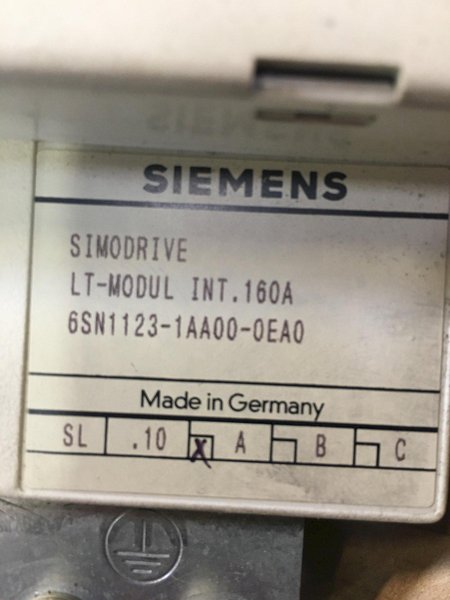 SIEMENS
SIMODRIVE
LT-MODUL INT.160A
6SN1123-1AA00-0EA0
Made in Germany
SL .10 X A B C